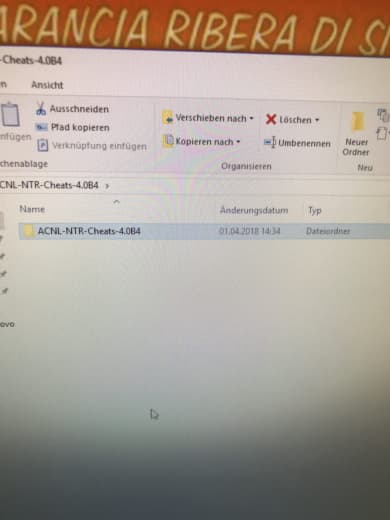 ARANCIA RIBERA DI
-Cheats-4.0B4
Ansicht
Ausschneiden
Pfad kopieren
Verknüpfung einfügen
nfügen
chenablage
Verschieben nach
Kopieren nach
Löschen
Umbenennen
Organisieren
Neuer
Ordner
Neu
CNL-NTR-Cheats-4.0B4 >
Name
Änderungsdatum
Typ
ACNL-NTR-Cheats-4.0B4
01.04.2018 14:34
Dateiordner
ovo